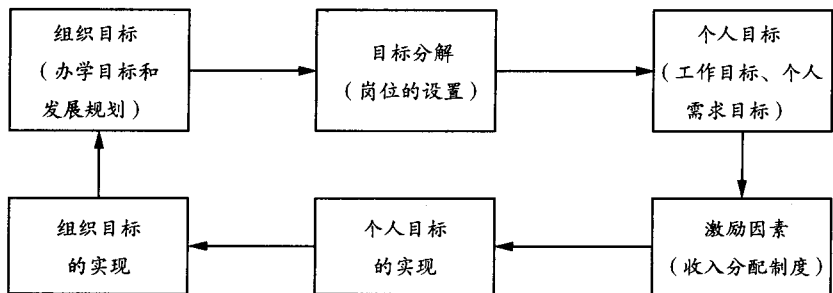 组织目标
（办学目标和
发展规划）
目标分解
（岗位的设置）
个人目标
（工作目标、个人
需求目标）
组织目标
的实现
个人目标
的实现
激励因素
（收入分配制度）